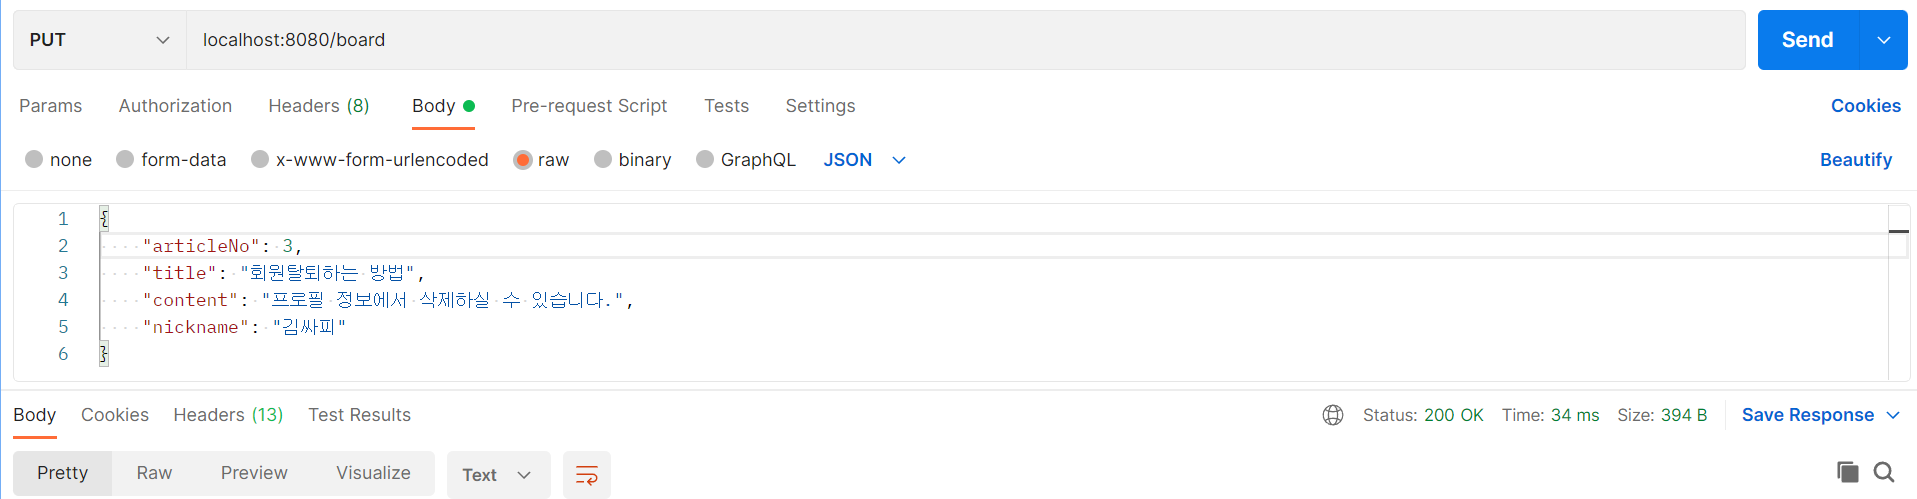 PUT localhost:8080/board Send
Params Authorization Headers (8) Body Pre-request Script Tests Settings Cookies
none form-data x-www-form-urlencoded raw binary GraphQL JSON Beautify
1 {
2 "articleNo": 3,
3 "title": "회원탈퇴하는 방법",
4 "content": "프로필 정보에서 삭제하실 수 있습니다.",
5 "nickname": "김싸피"
6 }
Body Cookies Headers (13) Test Results Status: 200 OK Time: 34 ms Size: 394 B Save Response
Pretty Raw Preview Visualize Text